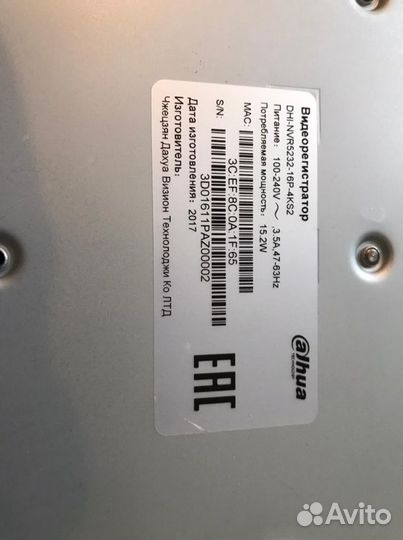 Видеорегистратор
DHI-NVR5232-16P-4KS2
Питание: 100-240V ~ ,3.5A,47-63Hz
Потребляемая мощность: 15.2W
MAC:
3C:EF:8C:0A:1F:65
S/N:
3D01611PAZ00002
Дата изготовления: 2017
Изготовитель:
Чжецзян Дахуа Визион Технолоджи Ко ЛТД
alhua
TECHNOLOGY
EAC
Avito